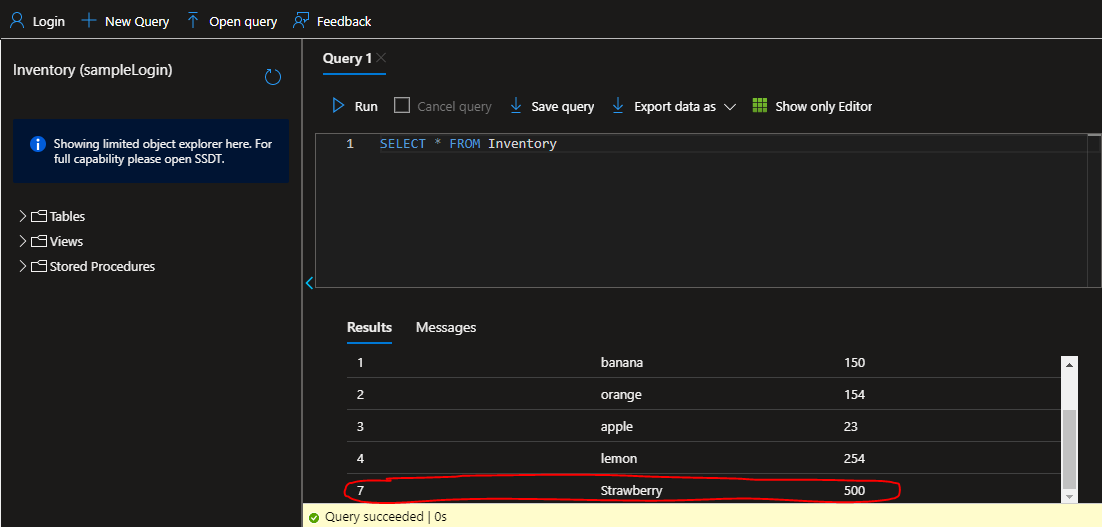 Login New Query Open query Feedback
Inventory (sampleLogin)
Showing limited object explorer here. For
full capability please open SSDT.
Tables
Views
Stored Procedures
Query 1
Run Cancel query Save query Export data as Show only Editor
1 SELECT * FROM Inventory
Results Messages
1 banana 150
2 orange 154
3 apple 23
4 lemon 254
7 Strawberry 500
Query succeeded | 0s